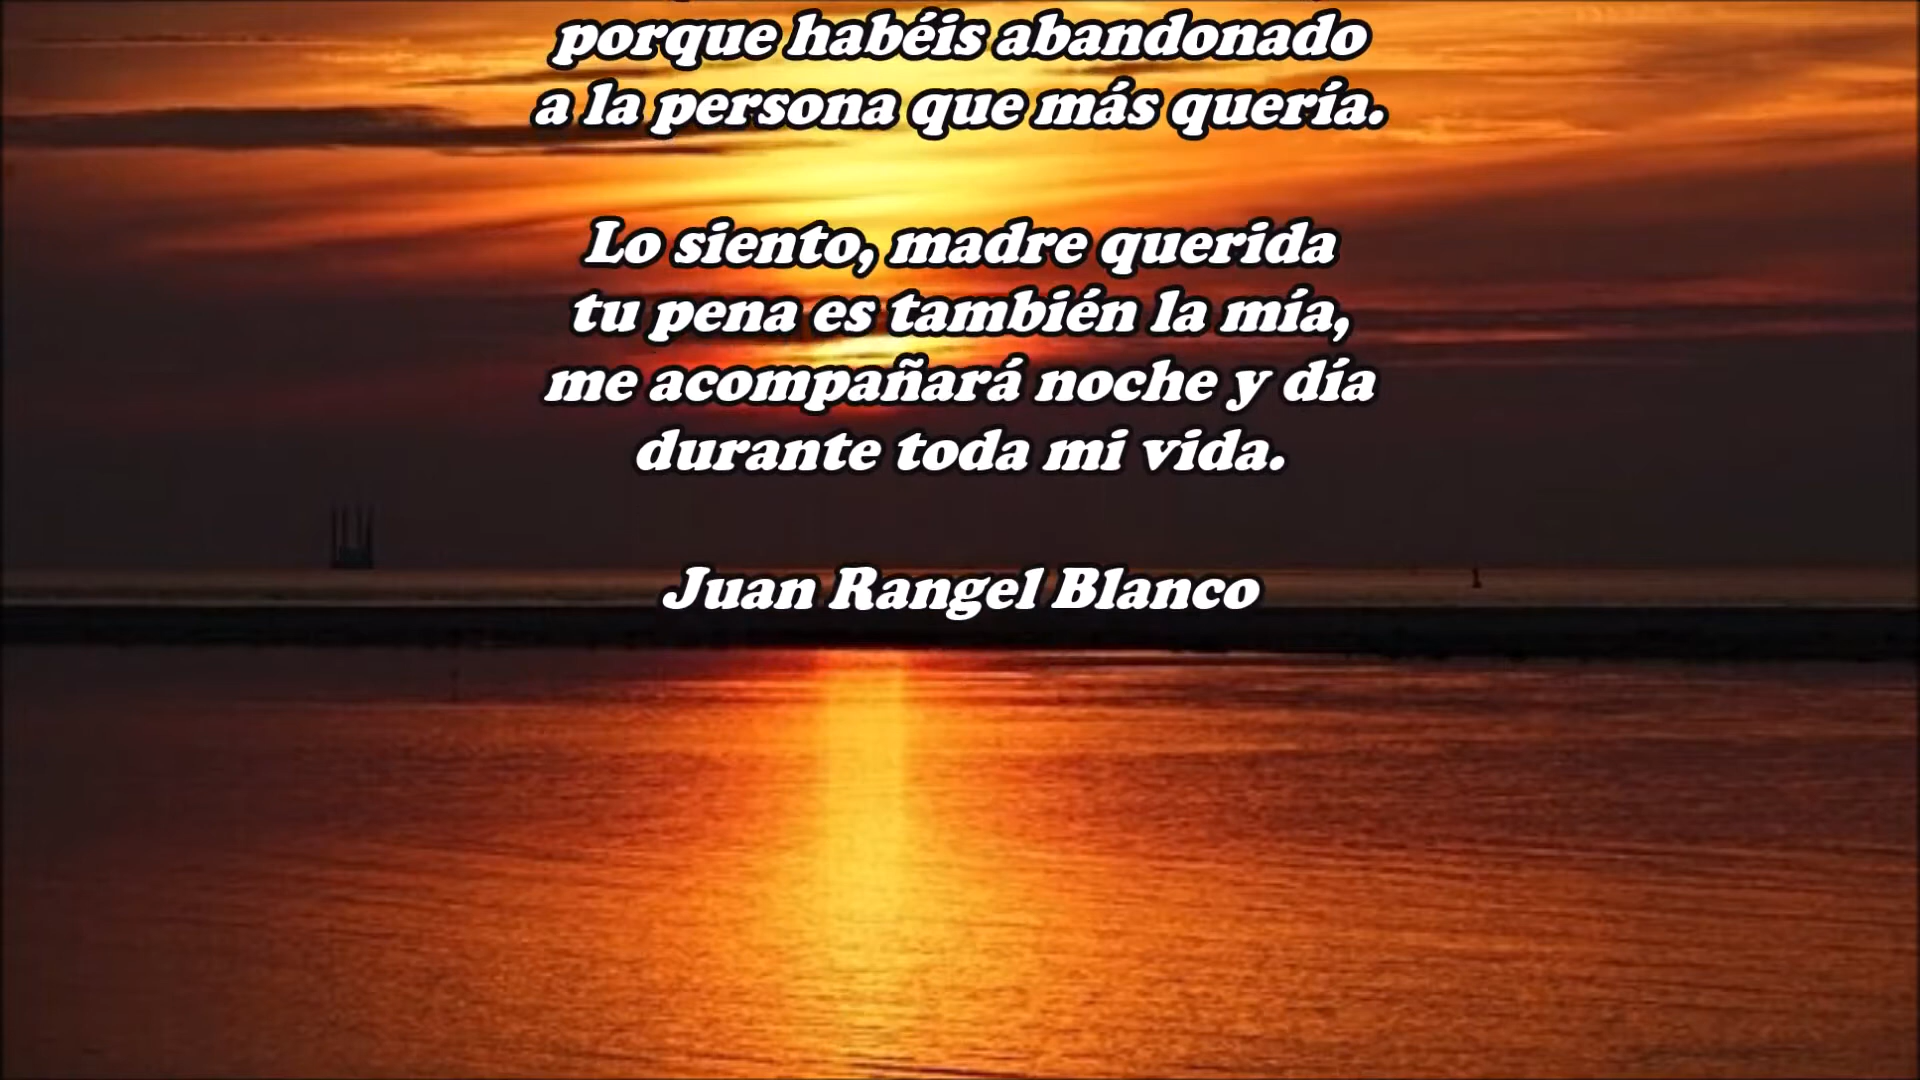 porque habéis abandonado
a la persona que más quería.
Lo siento, madre querida
tu pena es también la mía,
me acompañará noche y día
durante toda mi vida.
Juan Rangel Blanco